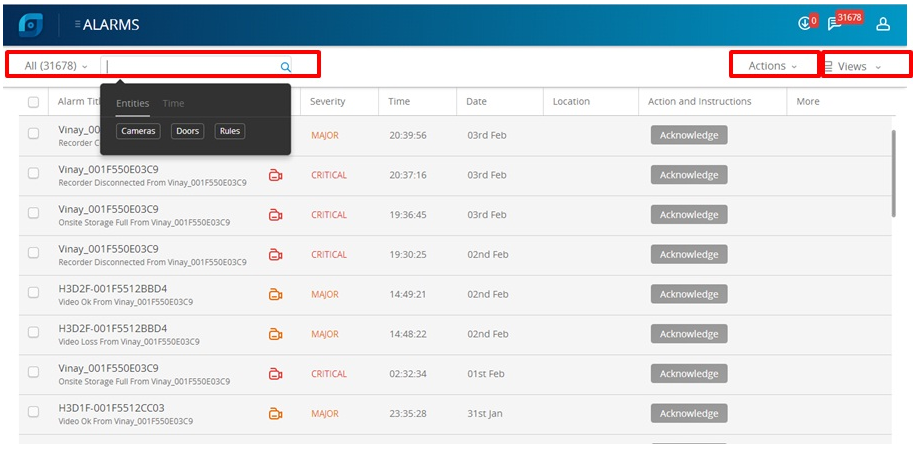 ALARMS
0
31678
All (31678)
Actions
Views
Entities Time
Cameras Doors Rules
Alarm Titl Severity Time Date Location Action and Instructions More
Vinay_00 MAJOR 20:39:56 03rd Feb Acknowledge
Recorder C
Vinay_001F550E03C9 CRITICAL 20:37:16 03rd Feb Acknowledge
Recorder Disconnected From Vinay_001F550E03C9
Vinay_001F550E03C9 CRITICAL 19:36:45 03rd Feb Acknowledge
Onsite Storage Full From Vinay_001F550E03C9
Vinay_001F550E03C9 CRITICAL 19:30:25 02nd Feb Acknowledge
Recorder Disconnected From Vinay_001F550E03C9
H3D2F-001F5512BBD4 MAJOR 14:49:21 02nd Feb Acknowledge
Video Ok From Vinay_001F550E03C9
H3D2F-001F5512BBD4 MAJOR 14:48:22 02nd Feb Acknowledge
Video Loss From Vinay_001F550E03C9
Vinay_001F550E03C9 CRITICAL 02:32:34 01st Feb Acknowledge
Onsite Storage Full From Vinay_001F550E03C9
H3D1F-001F5512CC03 MAJOR 23:35:28 31st Jan Acknowledge
Video Ok From Vinay_001F550E03C9